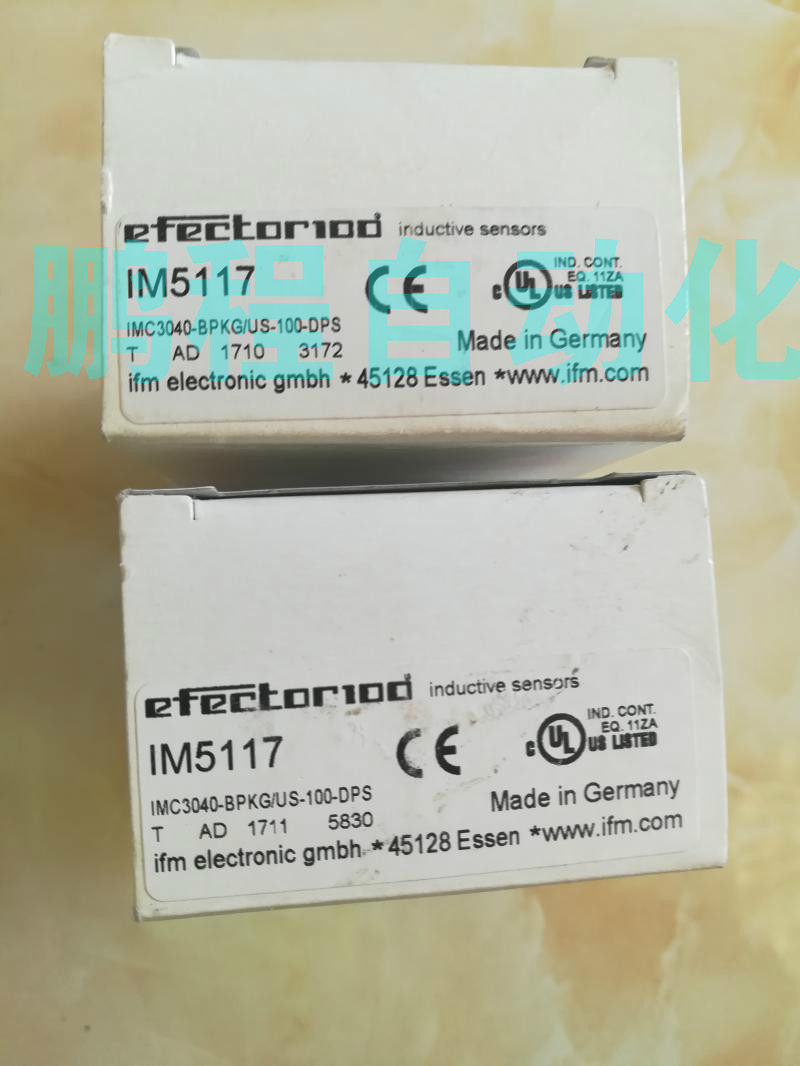 efector100 inductive sensors
IM5117
CE
C UL US LISTED
IND. CONT.
EQ. 11ZA
IMC3040-BPKG/US-100-DPS
T AD 1710 3172
Made in Germany
ifm electronic gmbh * 45128 Essen * www.ifm.com
鹏程自动化
efector100 inductive sensors
IM5117
CE
C UL US LISTED
IND. CONT.
EQ. 11ZA
IMC3040-BPKG/US-100-DPS
T AD 1711 5830
Made in Germany
ifm electronic gmbh * 45128 Essen * www.ifm.com